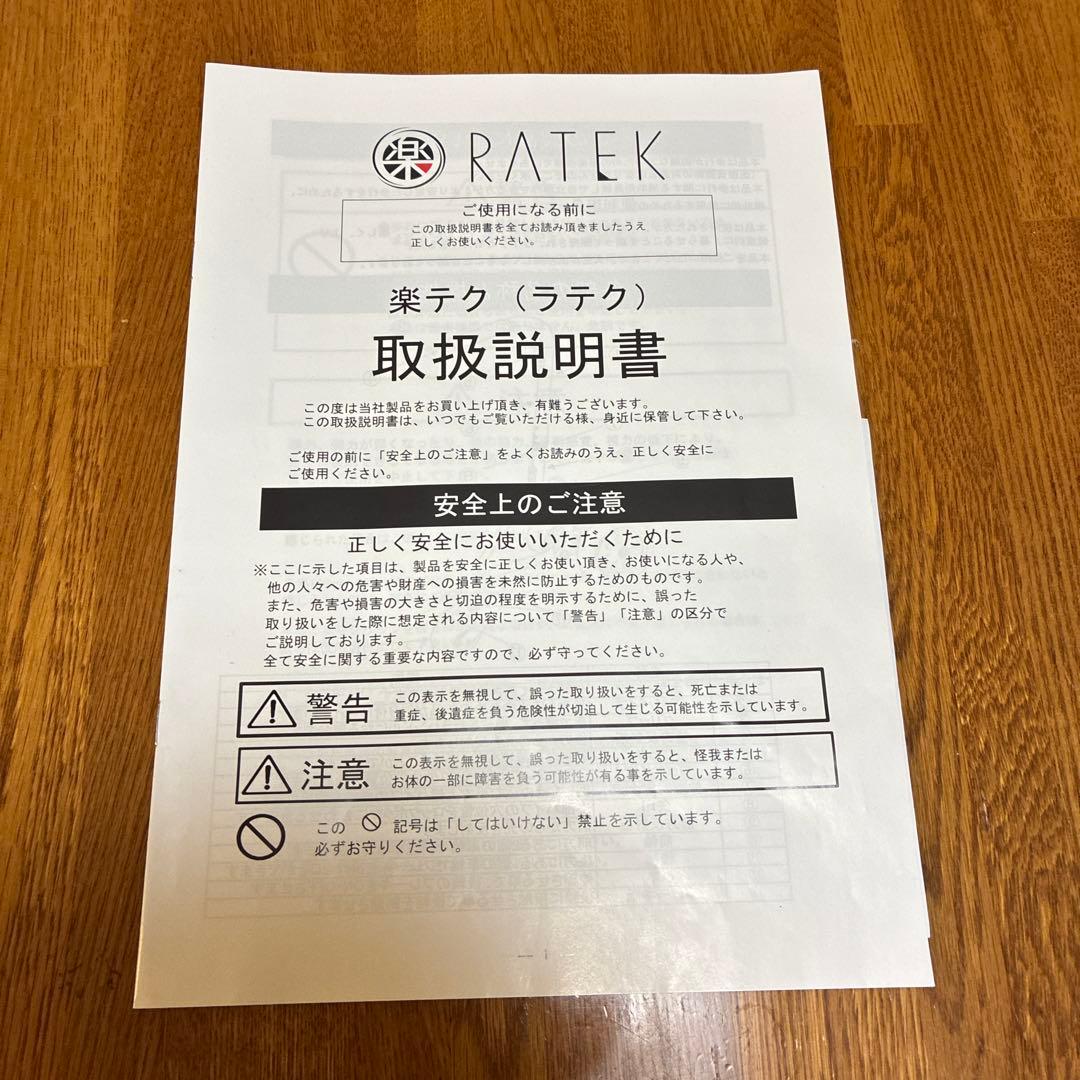 楽 RATEK
ご使用になる前に
この取扱説明書を全てお読み頂きましたうえ
正しくお使いください。
楽テク（ラテク）
取扱説明書
この度は当社製品をお買い上げ頂き、有難うございます。
この取扱説明書は、いつでもご覧いただける様、身近に保管して下さい。
ご使用の前に「安全上のご注意」をよくお読みのうえ、正しく安全に
ご使用ください。
安全上のご注意
正しく安全にお使いいただくために
※ここに示した項目は、製品を安全に正しくお使い頂き、お使いになる人や、
他の人々への危害や財産への損害を未然に防止するためのものです。
また、危害や損害の大きさと切迫の程度を明示するために、誤った
取り扱いをした際に想定される内容について「警告」「注意」の区分で
ご説明しております。
全て安全に関する重要な内容ですので、必ず守ってください。
警告
この表示を無視して、誤った取り扱いをすると、死亡または
重症、後遺症を負う危険性が切迫して生じる可能性を示しています。
注意
この表示を無視して、誤った取り扱いをすると、怪我または
お体の一部に障害を負う可能性が有る事を示しています。
この 記号は「してはいけない」禁止を示しています。
必ずお守りください。